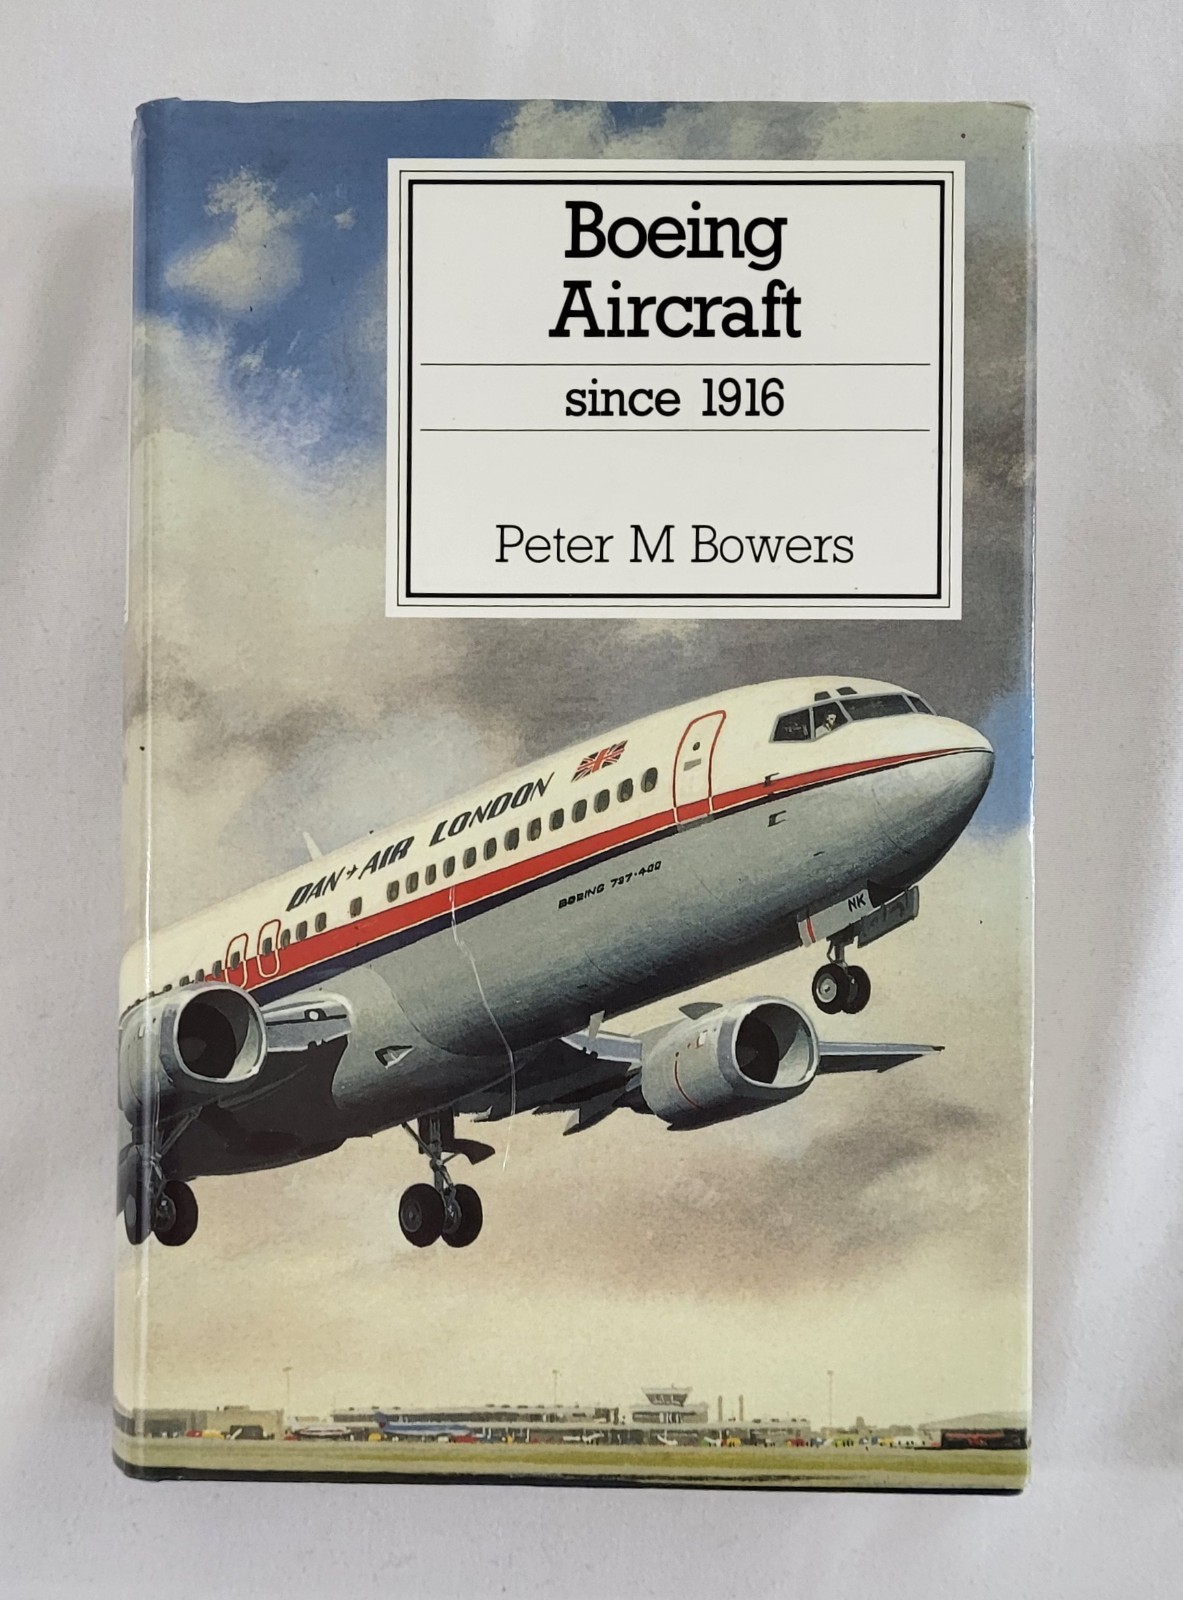 Boeing
Aircraft
since 1916
Peter M Bowers
DAN AIR LONDON
BOEING 737-400
NK